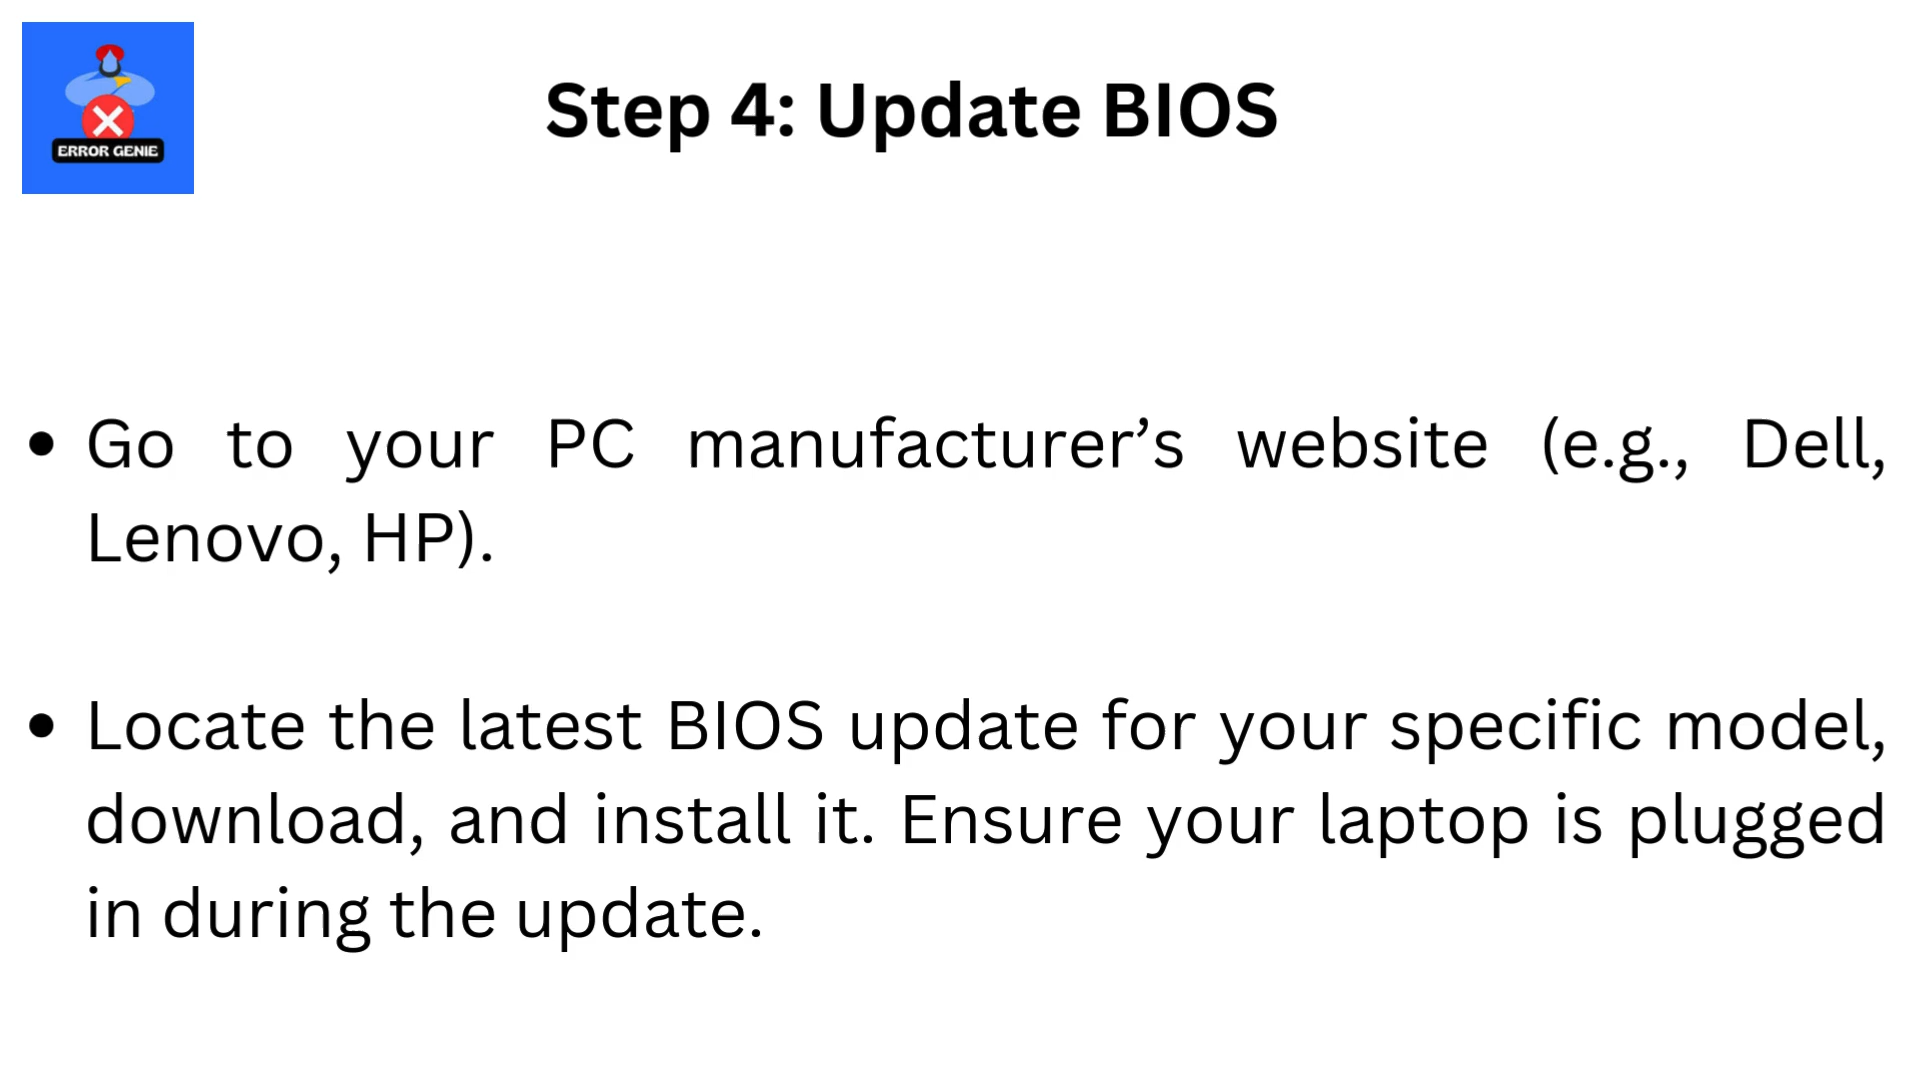 ERROR GENIE
Step 4: Update BIOS
• Go to your PC manufacturer’s website (e.g., Dell,
Lenovo, HP).
• Locate the latest BIOS update for your specific model,
download, and install it. Ensure your laptop is plugged
in during the update.